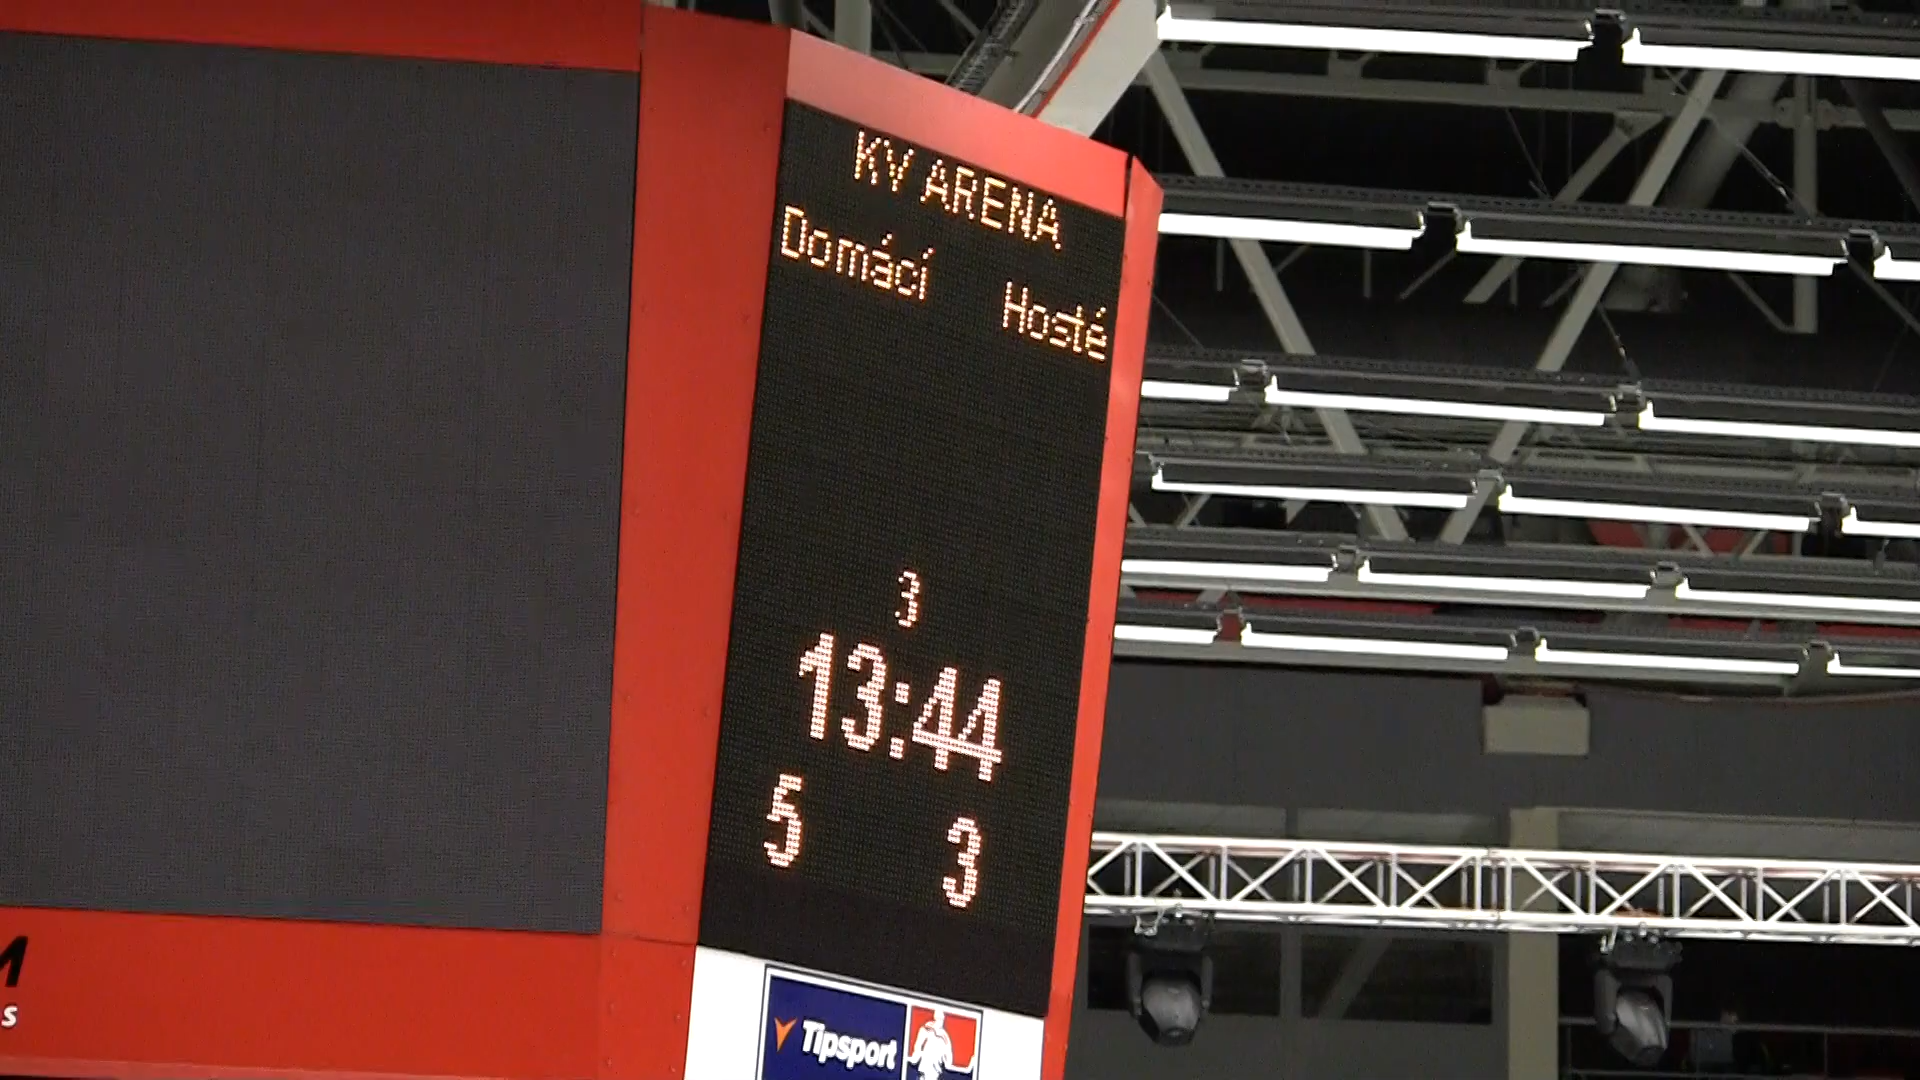 KV ARENA
Domácí
Hosté
3
13:44
5 3
Tipsport